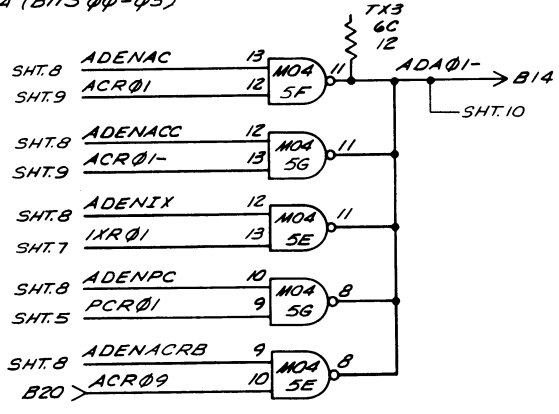 4 (BITS ØØ-Ø3)
TX3
6C
12
SHT.8 ADENAC 13
SHT.9 ACRØ1 12
MO4
5F
11
ADAØ1-
B14
SHT.10
SHT.8 ADENACC 12
SHT.9 ACRØ1- 13
MO4
5G
11
SHT.8 ADENIX 12
SHT.7 IXRØ1 13
MO4
5E
11
SHT.8 ADENPC 10
SHT.5 PCRØ1 9
MO4
5G
8
SHT.8 ADENACRB 9
B20 ACRØ9 10
MO4
5E
8